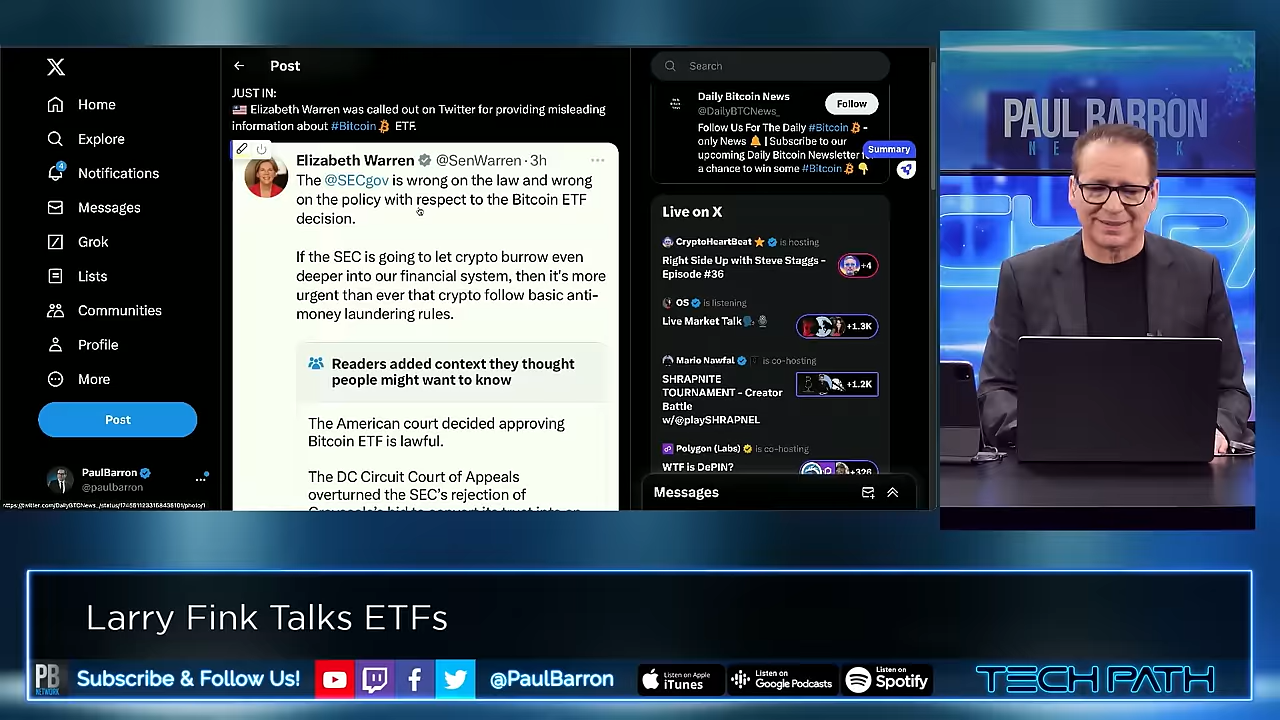 Post
Search
Home
Explore
4
Notifications
Messages
Grok
Lists
Communities
Profile
More
Post
PaulBarron
@paulbarron
JUST IN:
Elizabeth Warren was called out on Twitter for providing misleading
information about #Bitcoin ETF.
Elizabeth Warren @SenWarren · 3h
The @SECgov is wrong on the law and wrong
on the policy with respect to the Bitcoin ETF
decision.
If the SEC is going to let crypto burrow even
deeper into our financial system, then it's more
urgent than ever that crypto follow basic anti-
money laundering rules.
Readers added context they thought
people might want to know
The American court decided approving
Bitcoin ETF is lawful.
The DC Circuit Court of Appeals
overturned the SEC's rejection of
Daily Bitcoin News
@DailyBTCNews_
Follow
Follow Us For The Daily #Bitcoin -
only News | Subscribe to our
upcoming Daily Bitcoin Newsletter
a chance to win some #Bitcoin
Summary
Live on X
CryptoHeartBeat is hosting
Right Side Up with Steve Staggs -
Episode #36
+4
OS is listening
Live Market Talk
+1.3K
Mario Nawfal is co-hosting
SHRAPNITE
TOURNAMENT - Creator
Battle
w/@playSHRAPNEL
+1.2K
Polygon (Labs) is co-hosting
WTF is DePIN?
+326
Messages
PAUL BARRON
NETWORK
Larry Fink Talks ETFs
PB
NETWORK
Subscribe & Follow Us!
@PaulBarron
Listen on Apple
iTunes
Listen on
Google Podcasts
Listen on
Spotify
TECH PATH